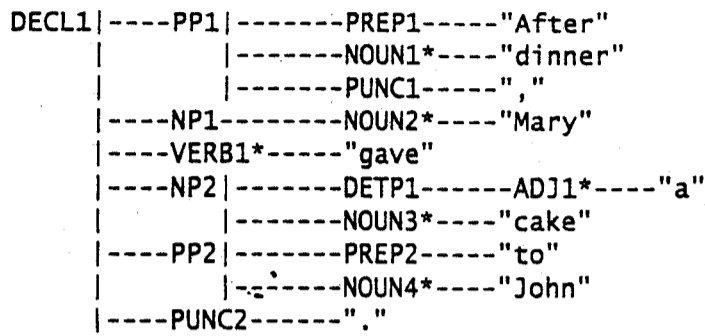 DECL1|----PP1|-------PREP1-----"After"
|       |-------NOUN1*----"dinner"
|       |-------PUNC1-----","
|----NP1--------NOUN2*----"Mary"
|----VERB1*-----"gave"
|----NP2|-------DETP1------ADJ1*----"a"
|       |-------NOUN3*----"cake"
|----PP2|-------PREP2-----"to"
|       |-------NOUN4*----"John"
|----PUNC2------"."